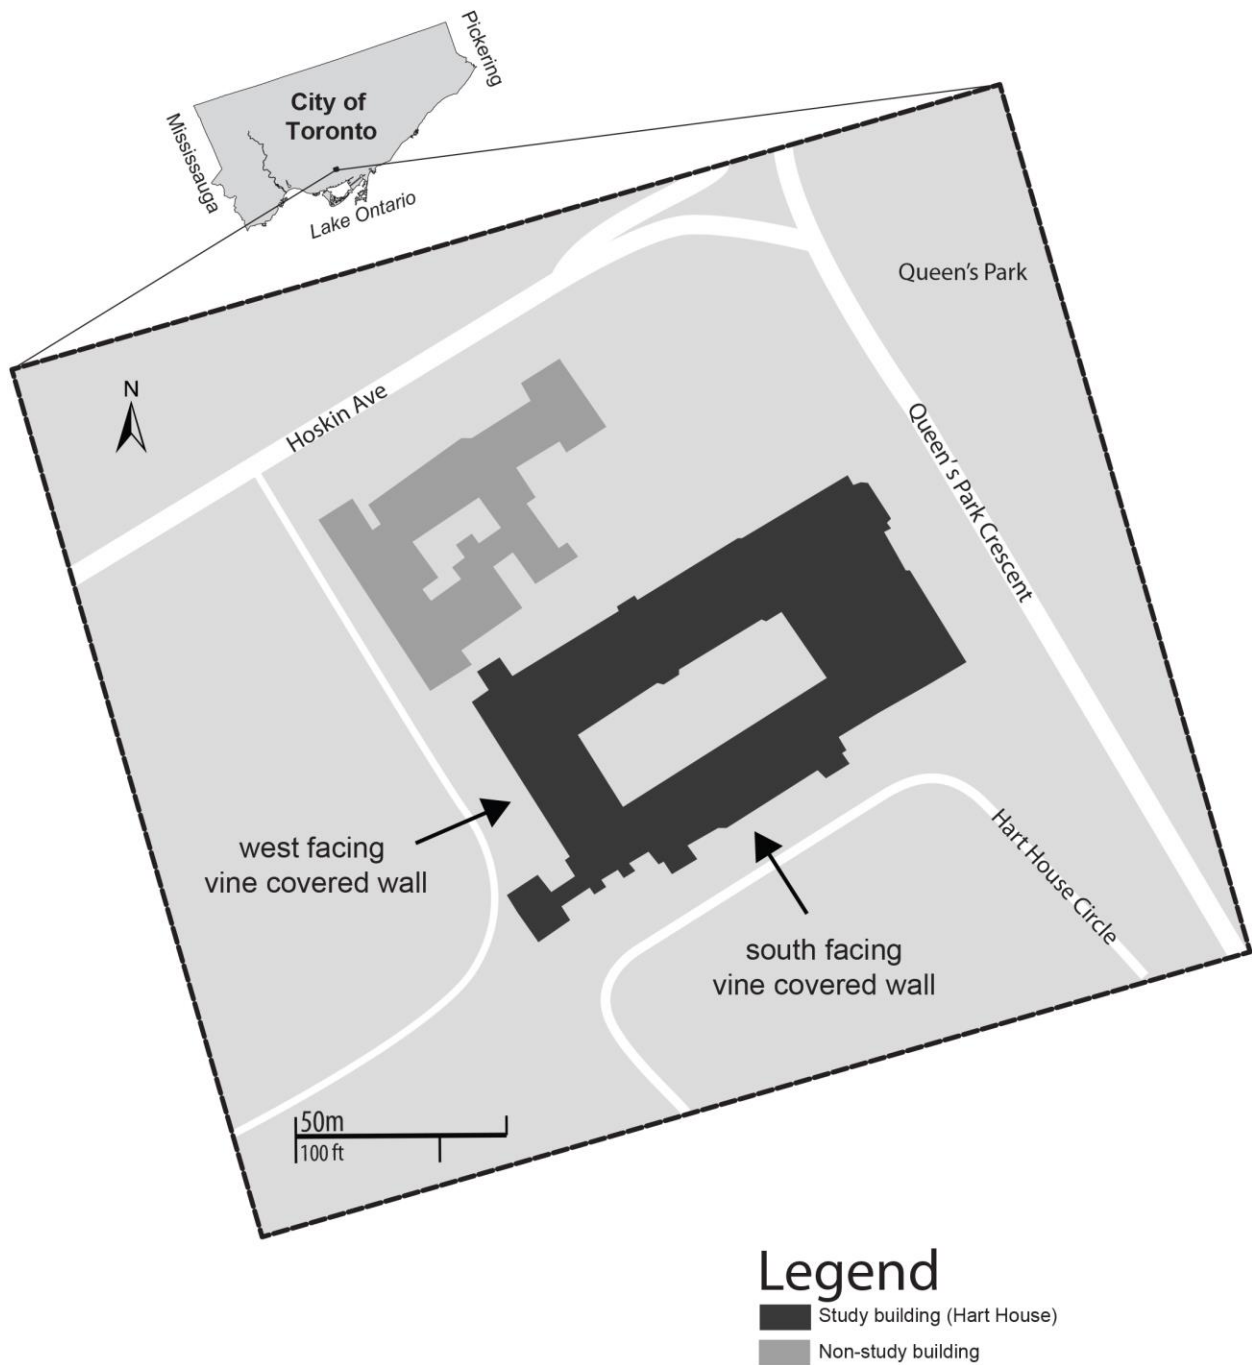 Pickering
City of
Toronto
Mississauga
Lake Ontario
Queen's Park
N
Hoskin Ave
Queen's Park Crescent
west facing
vine covered wall
Hart House Circle
south facing
vine covered wall
50m
100 ft
Legend
Study building (Hart House)
Non-study building